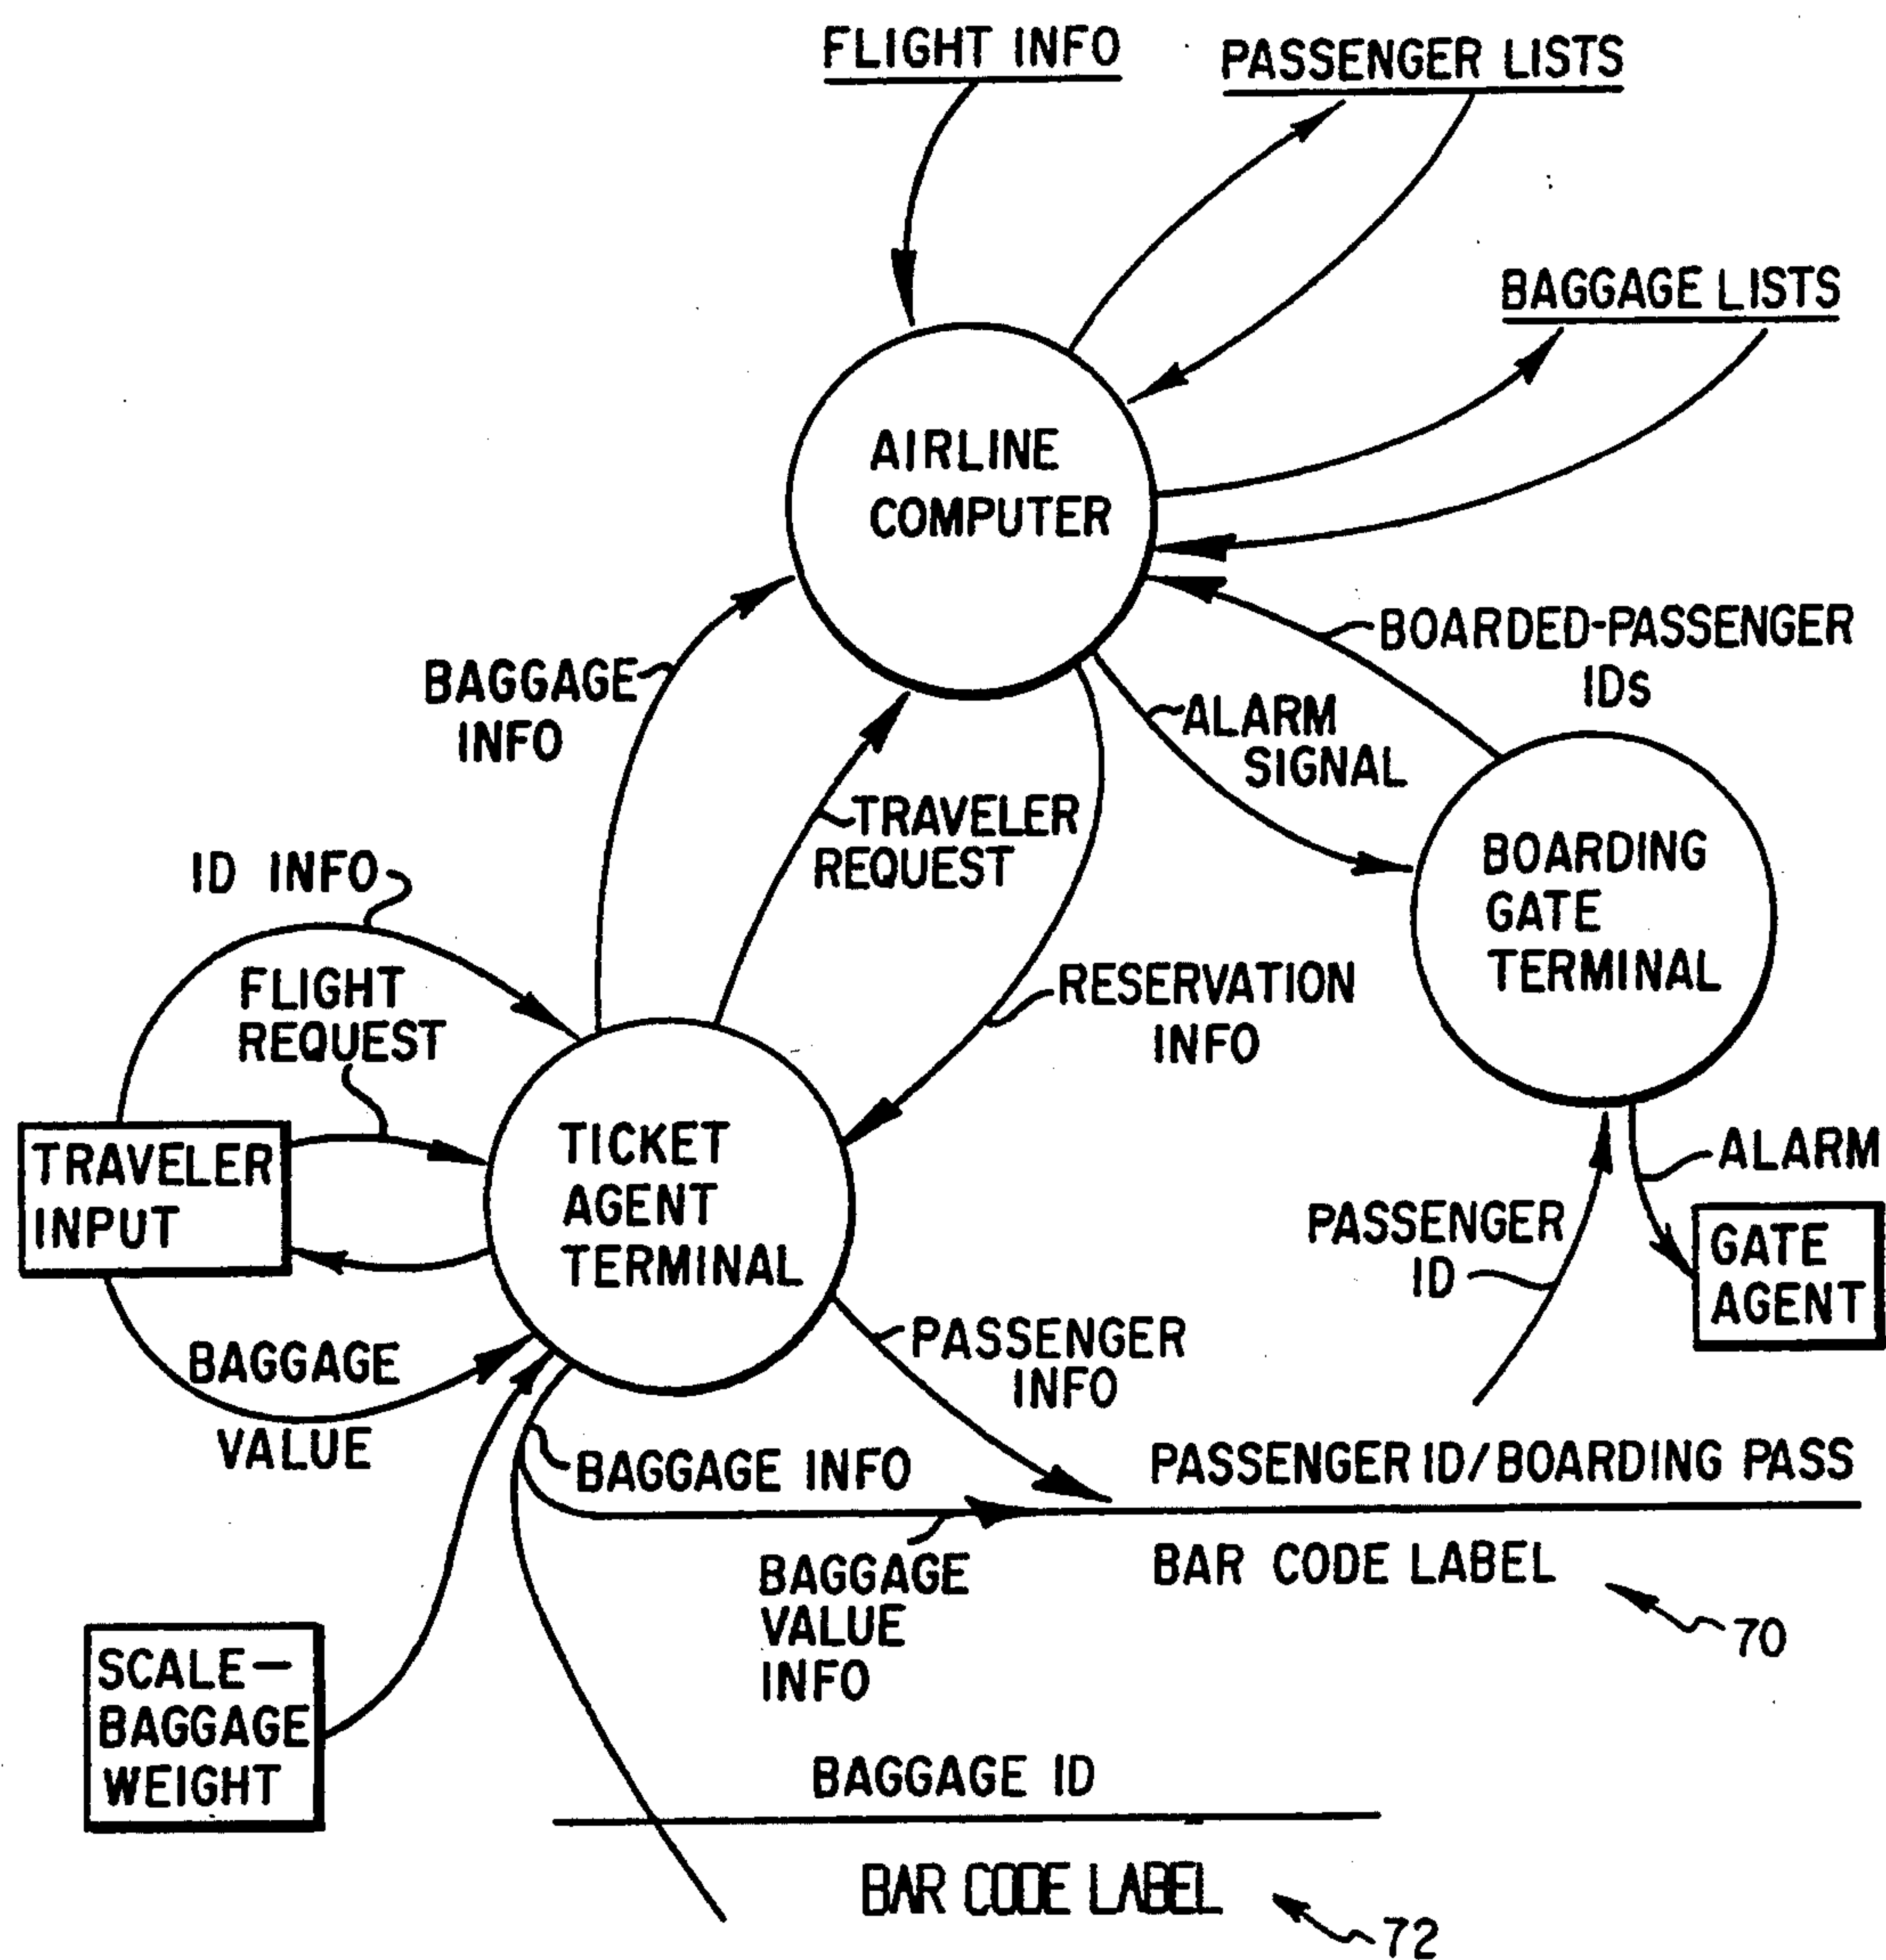 FLIGHT INFO
PASSENGER LISTS
BAGGAGE LISTS
AIRLINE
COMPUTER
BOARDED-PASSENGER
IDs
BAGGAGE
INFO
ALARM
SIGNAL
TRAVELER
REQUEST
BOARDING
GATE
TERMINAL
ID INFO
FLIGHT
REQUEST
RESERVATION
INFO
TRAVELER
INPUT
TICKET
AGENT
TERMINAL
ALARM
PASSENGER
ID
GATE
AGENT
BAGGAGE
VALUE
PASSENGER
INFO
BAGGAGE INFO
PASSENGER ID/BOARDING PASS
BAGGAGE
VALUE
INFO
BAR CODE LABEL
70
SCALE—
BAGGAGE
WEIGHT
BAGGAGE ID
BAR CODE LABEL
72